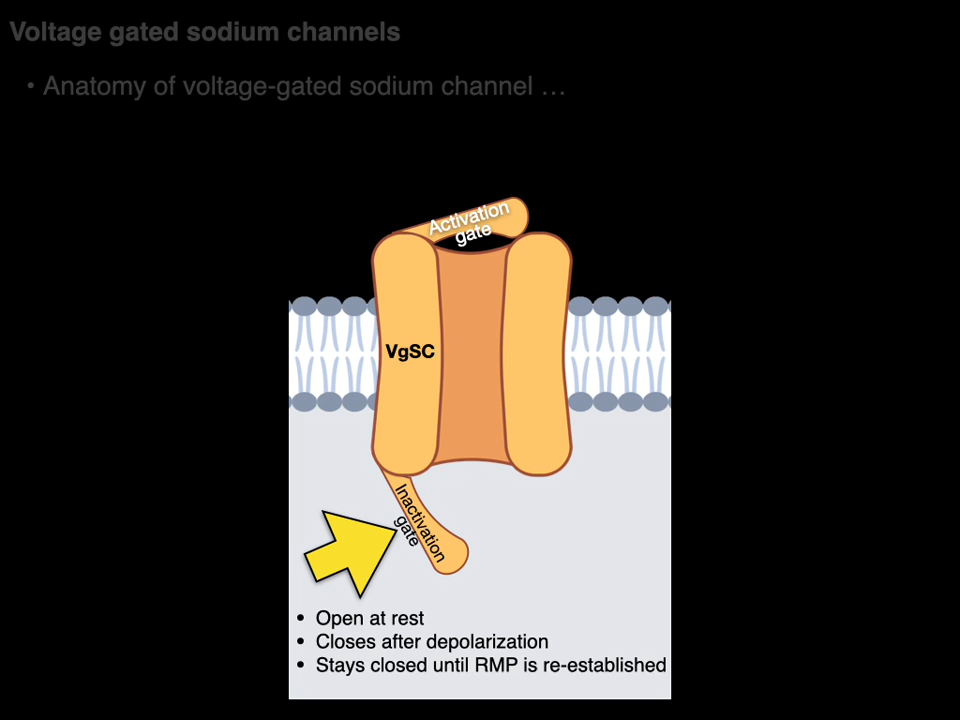 Voltage gated sodium channels
• Anatomy of voltage-gated sodium channel …
Activation
gate
VgSC
Inactivation
gate
• Open at rest
• Closes after depolarization
• Stays closed until RMP is re-established